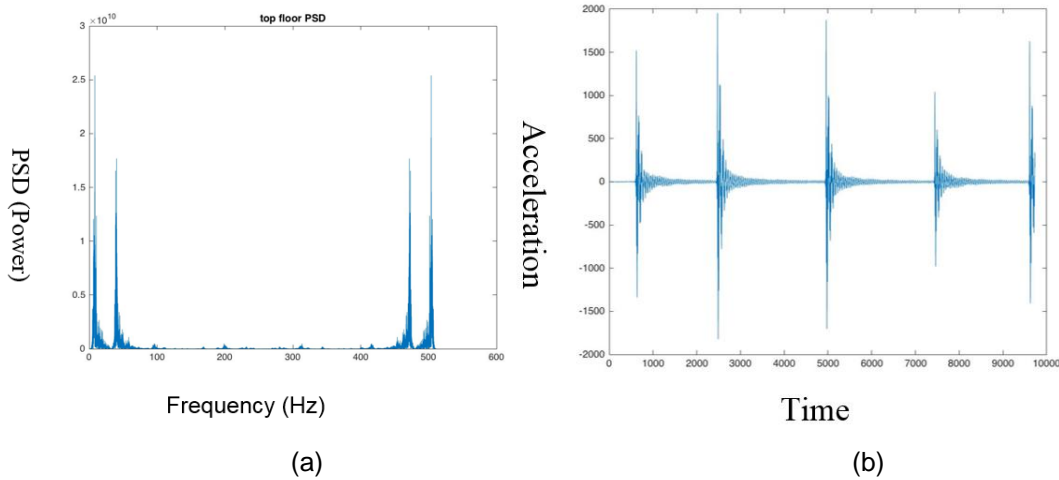 top floor PSD
× 10¹⁰
3
2.5
2
1.5
1
0.5
0
0 100 200 300 400 500 600
PSD (Power)
Frequency (Hz)
(a)
2000
1500
1000
500
0
-500
-1000
-1500
-2000
0 1000 2000 3000 4000 5000 6000 7000 8000 9000 10000
Acceleration
Time
(b)